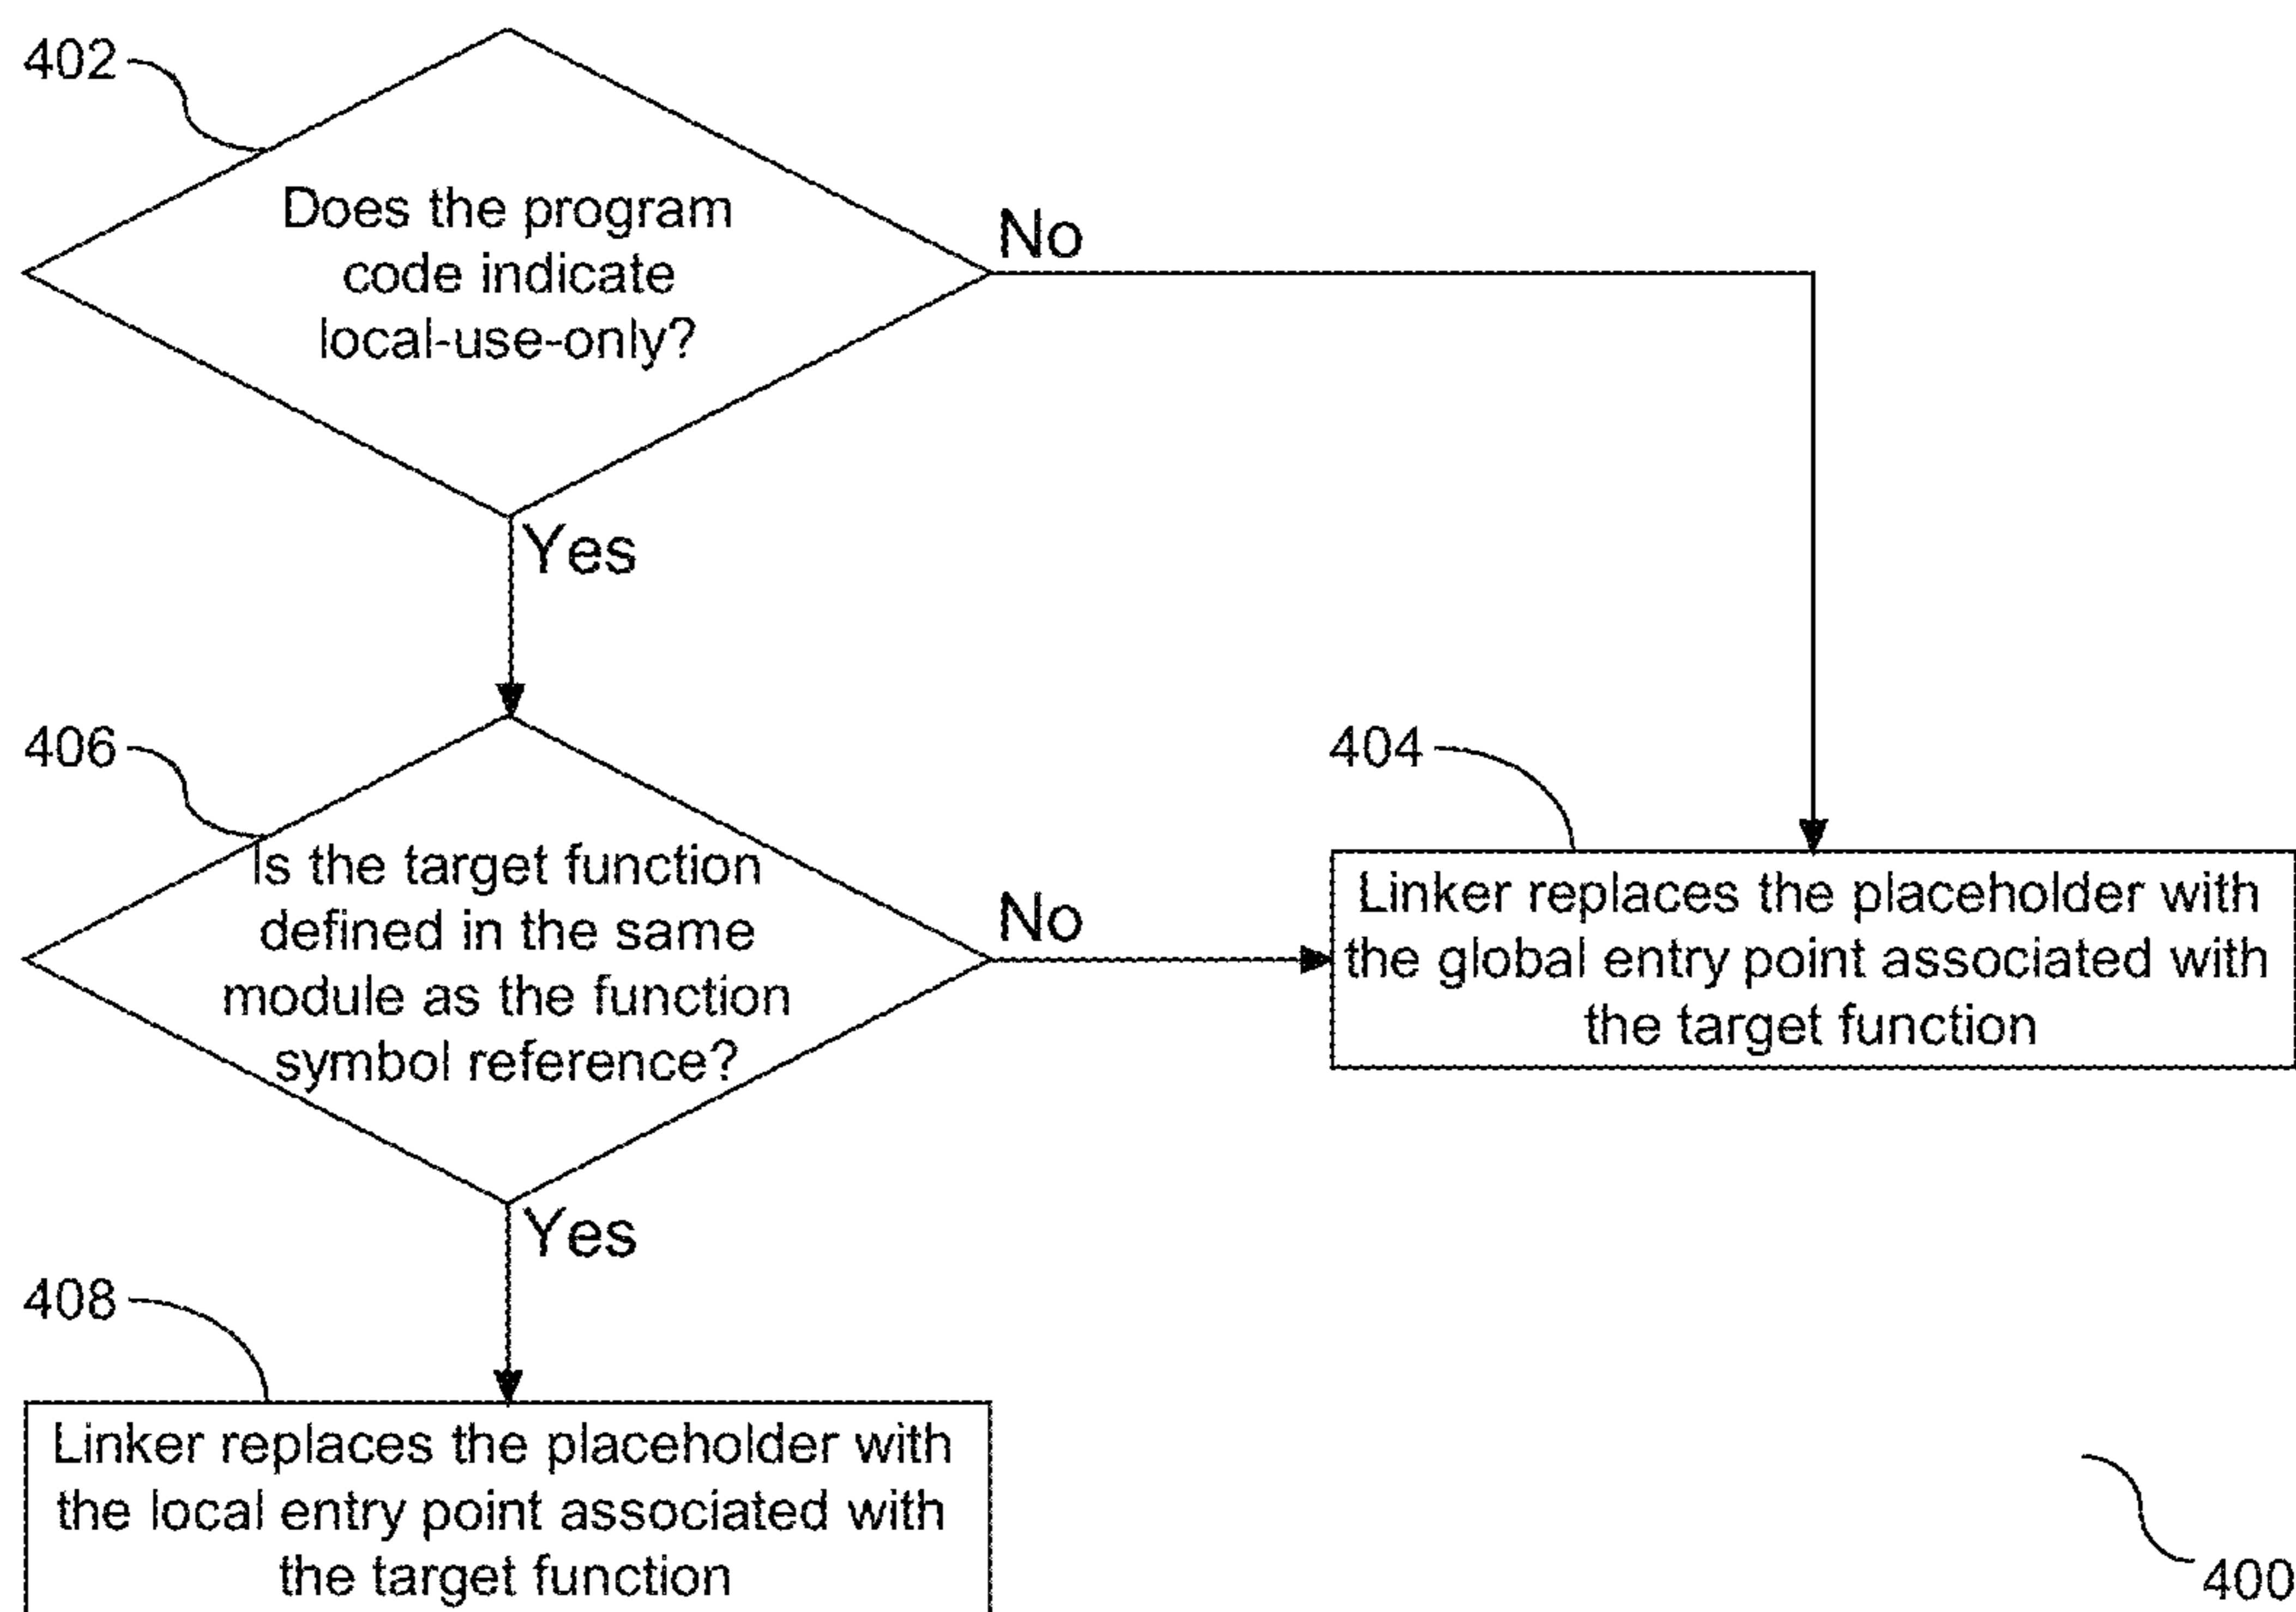 402
Does the program
code indicate
local-use-only?
No
Yes
406
Is the target function
defined in the same
module as the function
symbol reference?
No
404
Linker replaces the placeholder with
the global entry point associated with
the target function
Yes
408
Linker replaces the placeholder with
the local entry point associated with
the target function
400